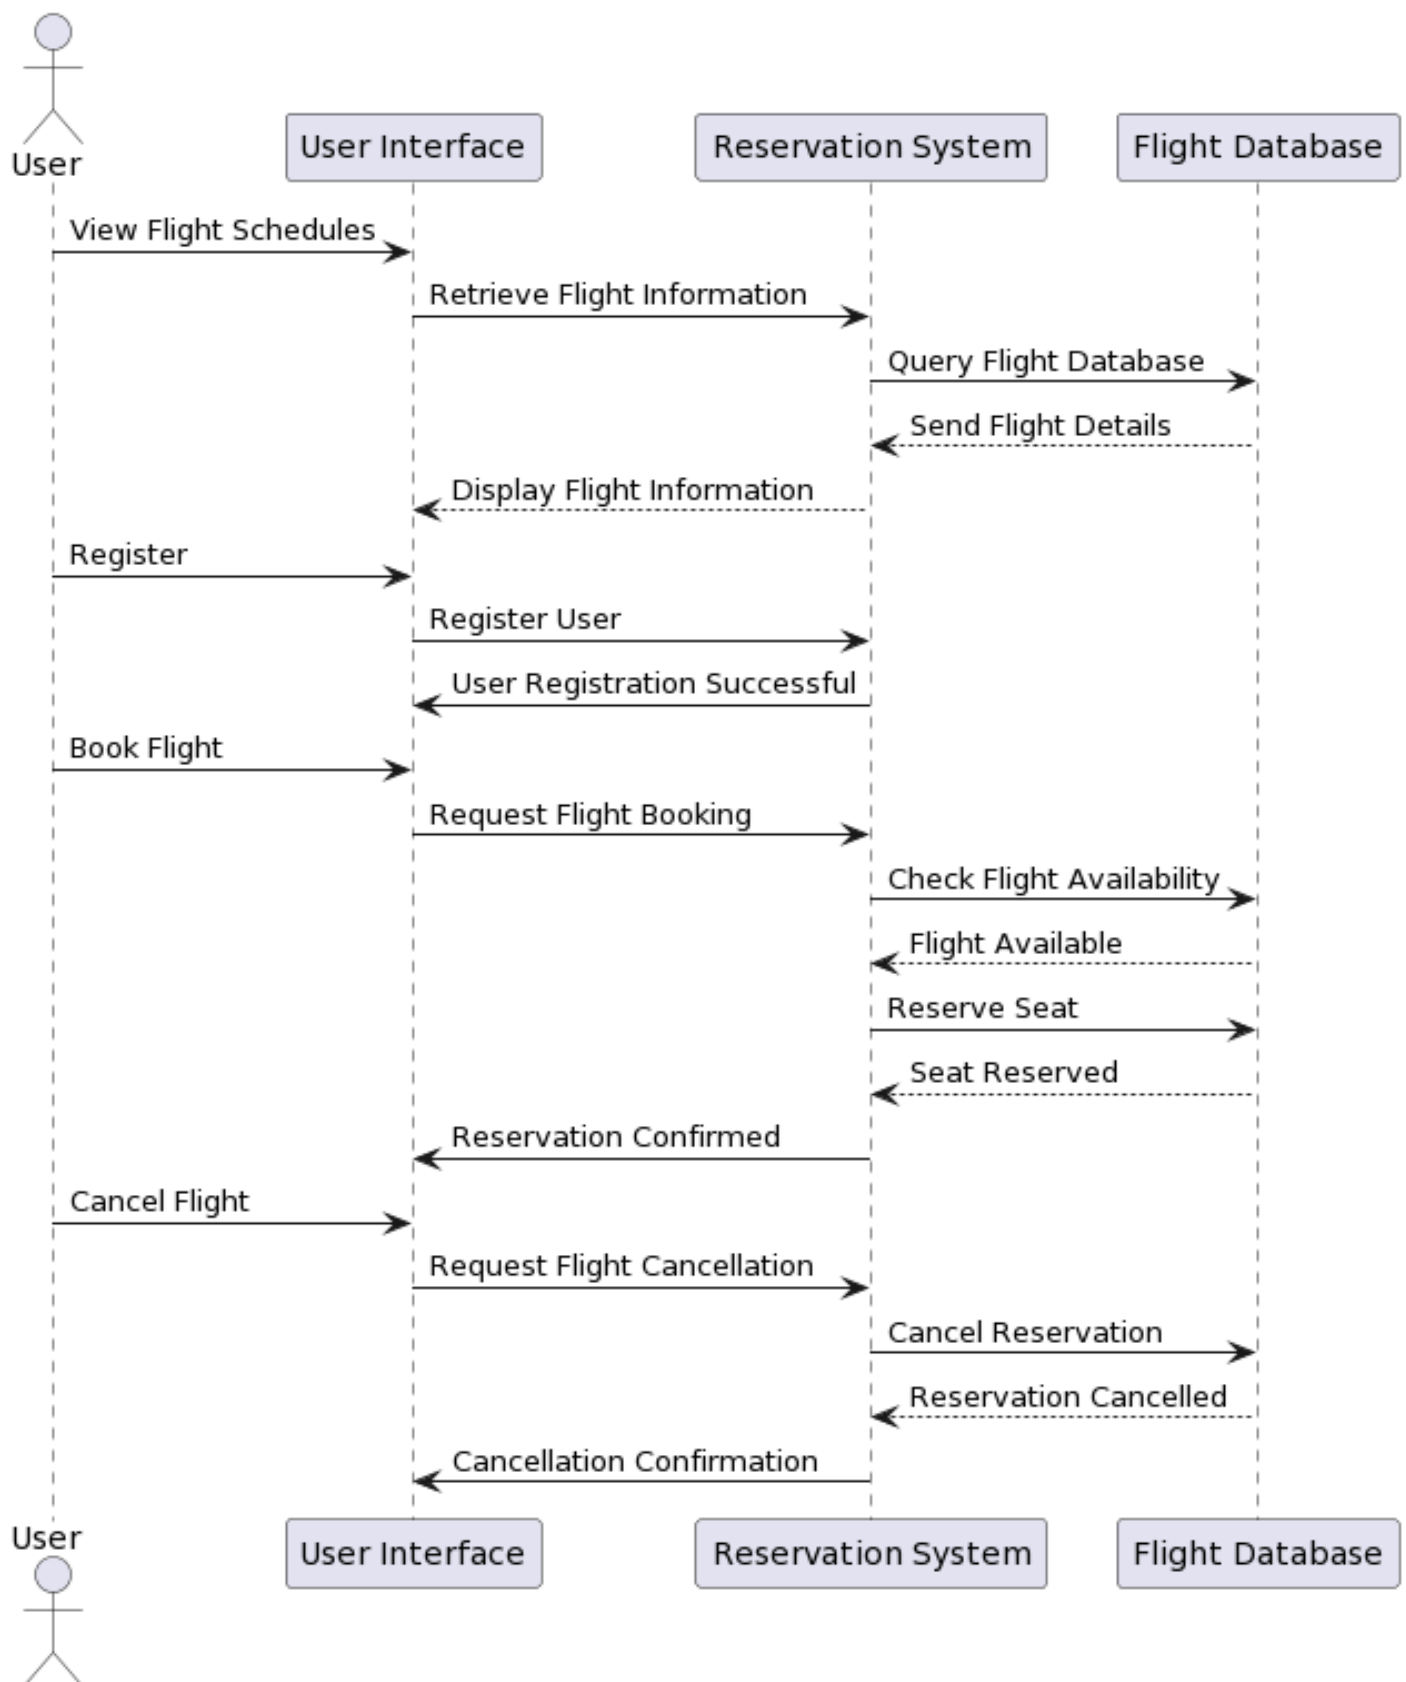 User
User Interface
Reservation System
Flight Database
View Flight Schedules
Retrieve Flight Information
Query Flight Database
Send Flight Details
Display Flight Information
Register
Register User
User Registration Successful
Book Flight
Request Flight Booking
Check Flight Availability
Flight Available
Reserve Seat
Seat Reserved
Reservation Confirmed
Cancel Flight
Request Flight Cancellation
Cancel Reservation
Reservation Cancelled
Cancellation Confirmation
User
User Interface
Reservation System
Flight Database